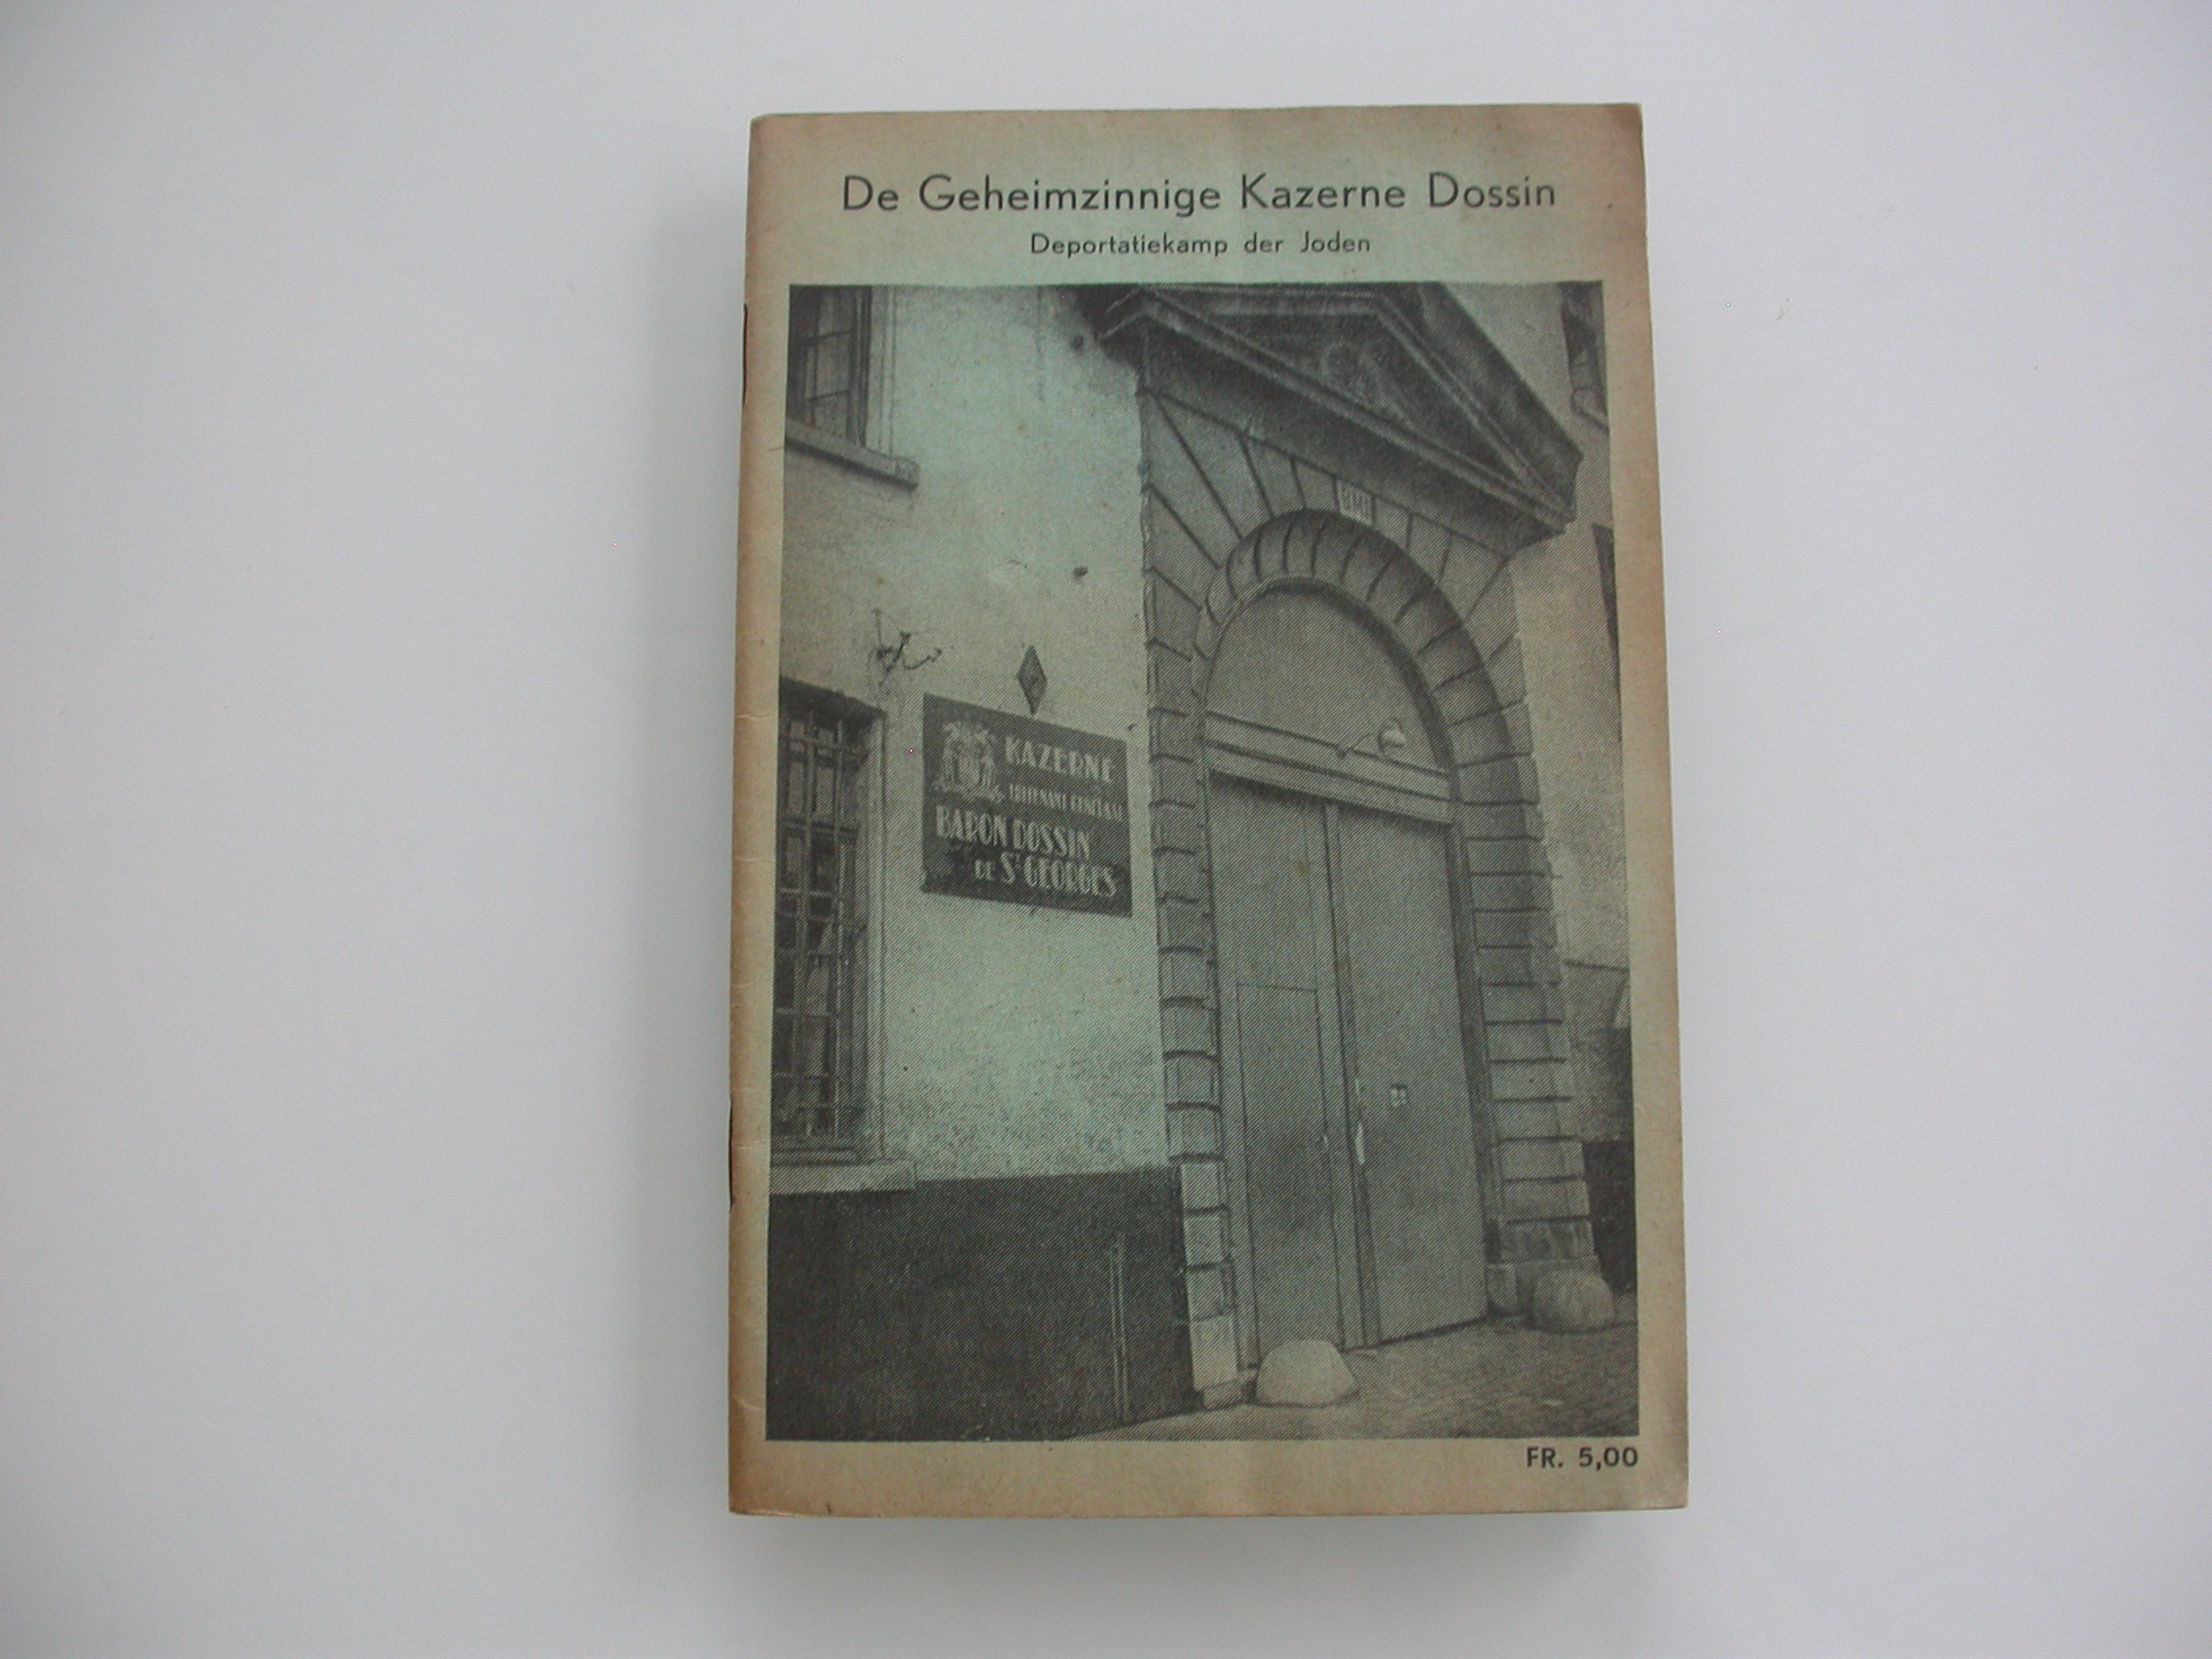 De Geheimzinnige Kazerne Dossin
Deportatiekamp der Joden
KAZERNE
BARON DOSSIN
DE ST GEORGES
FR. 5,00